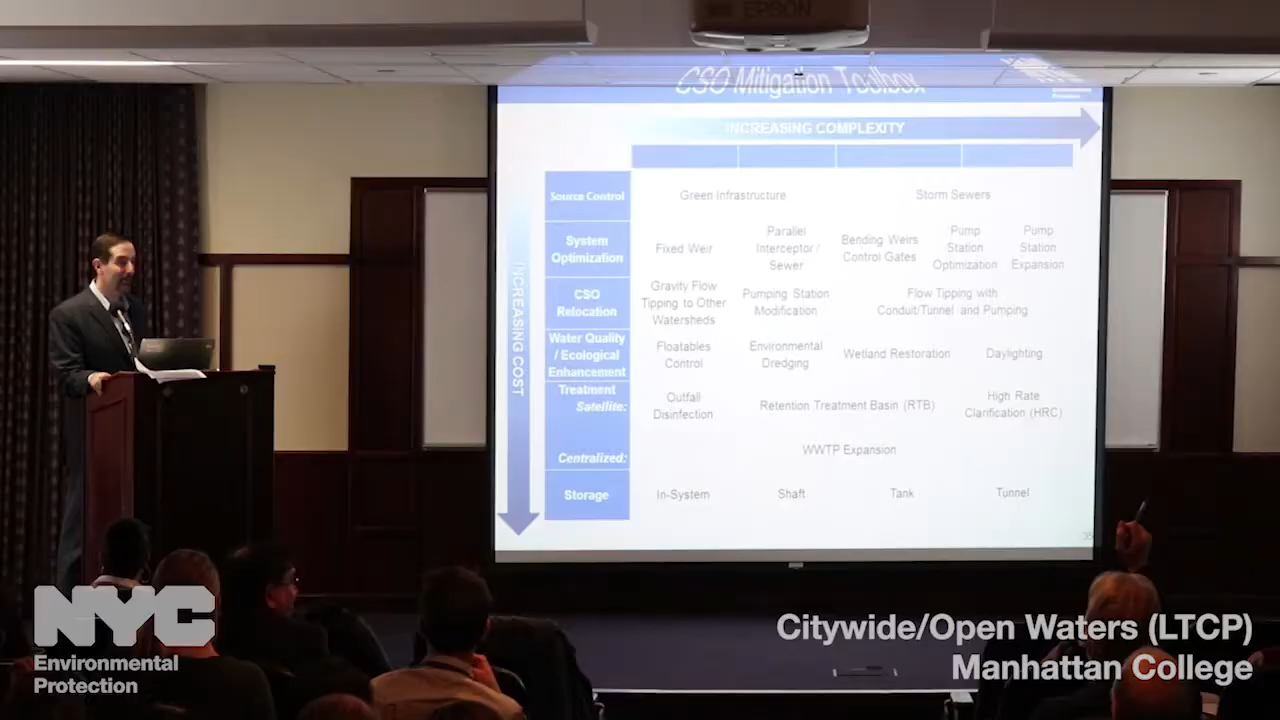 EPSON
CSO Mitigation Toolbox
INCREASING COMPLEXITY
INCREASING COST
Source Control
Green Infrastructure
Storm Sewers
System
Optimization
Fixed Weir
Parallel
Interceptor /
Sewer
Bending Weirs
Control Gates
Pump
Station
Optimization
Pump
Station
Expansion
CSO
Relocation
Gravity Flow
Tipping to Other
Watersheds
Pumping Station
Modification
Flow Tipping with
Conduit/Tunnel and Pumping
Water Quality
/ Ecological
Enhancement
Floatables
Control
Environmental
Dredging
Wetland Restoration
Daylighting
Treatment
Satellite:
Outfall
Disinfection
Retention Treatment Basin (RTB)
High Rate
Clarification (HRC)
Centralized:
WWTP Expansion
Storage
In-System
Shaft
Tank
Tunnel
NYC
Environmental
Protection
Citywide/Open Waters (LTCP)
Manhattan College